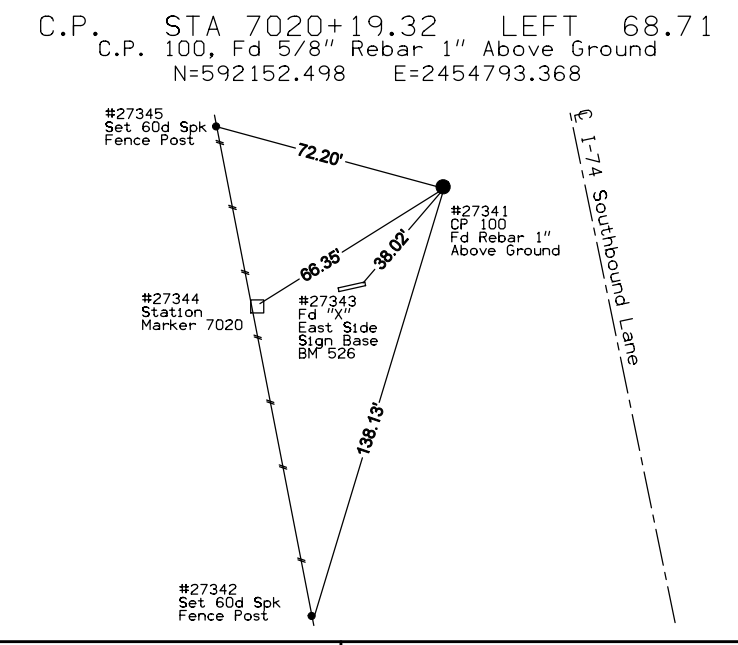 C.P. STA 7020+19.32 LEFT 68.71
C.P. 100, Fd 5/8" Rebar 1" Above Ground
N=592152.498 E=2454793.368
#27345
Set 60d Spk
Fence Post
72.20'
#27341
CP 100
Fd Rebar 1"
Above Ground
℄ I-74 Southbound Lane
66.35'
38.02'
#27344
Station
Marker 7020
#27343
Fd "X"
East Side
Sign Base
BM 526
138.13'
#27342
Set 60d Spk
Fence Post